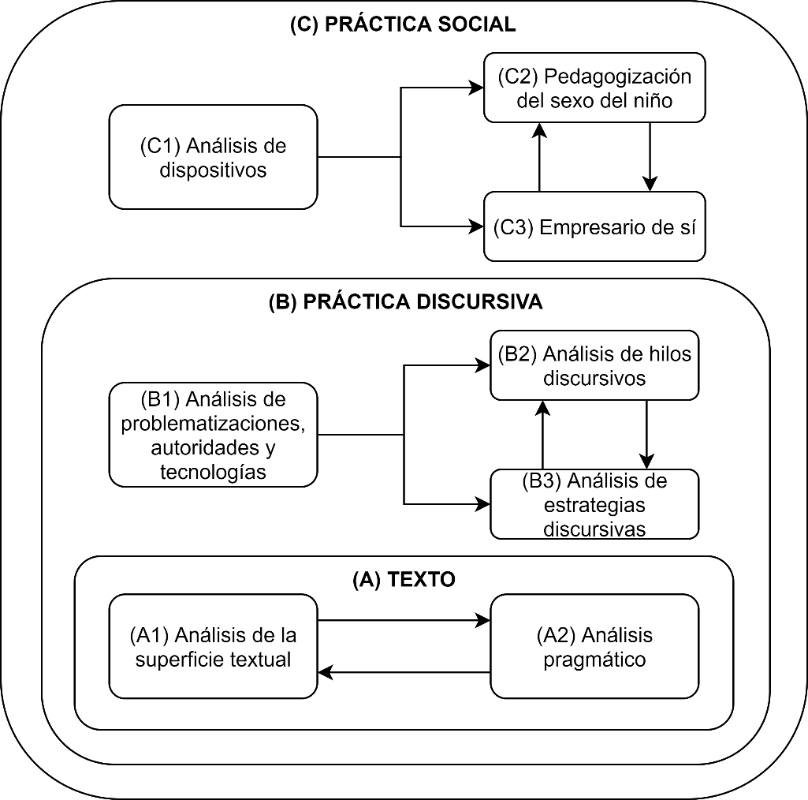 (C) PRÁCTICA SOCIAL
(C1) Análisis de
dispositivos
(C2) Pedagogización
del sexo del niño
(C3) Empresario de sí
(B) PRÁCTICA DISCURSIVA
(B1) Análisis de
problematizaciones,
autoridades y
tecnologías
(B2) Análisis de hilos
discursivos
(B3) Análisis de
estrategias
discursivas
(A) TEXTO
(A1) Análisis de la
superficie textual
(A2) Análisis
pragmático